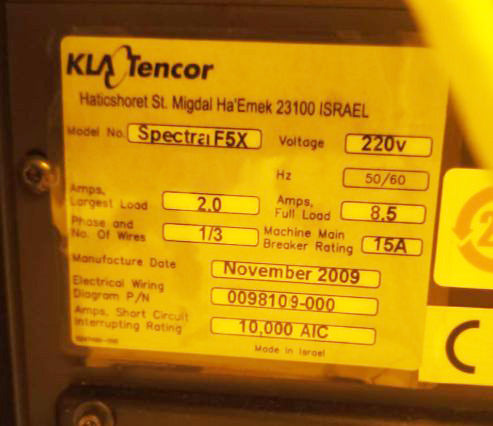 KLA Tencor
Haticshoret St. Migdal Ha'Emek 23100 ISRAEL
Model No. Spectra F5X Voltage 220v
Hz 50/60
Amps, Largest Load 2.0 Amps, Full Load 8.5
Phase and No. Of Wires 1/3 Machine Main Breaker Rating 15A
Manufacture Date November 2009
Electrical Wiring Diagram P/N 0098109-000
Amps, Short Circuit Interrupting Rating 10,000 AIC
Made in Israel
CE